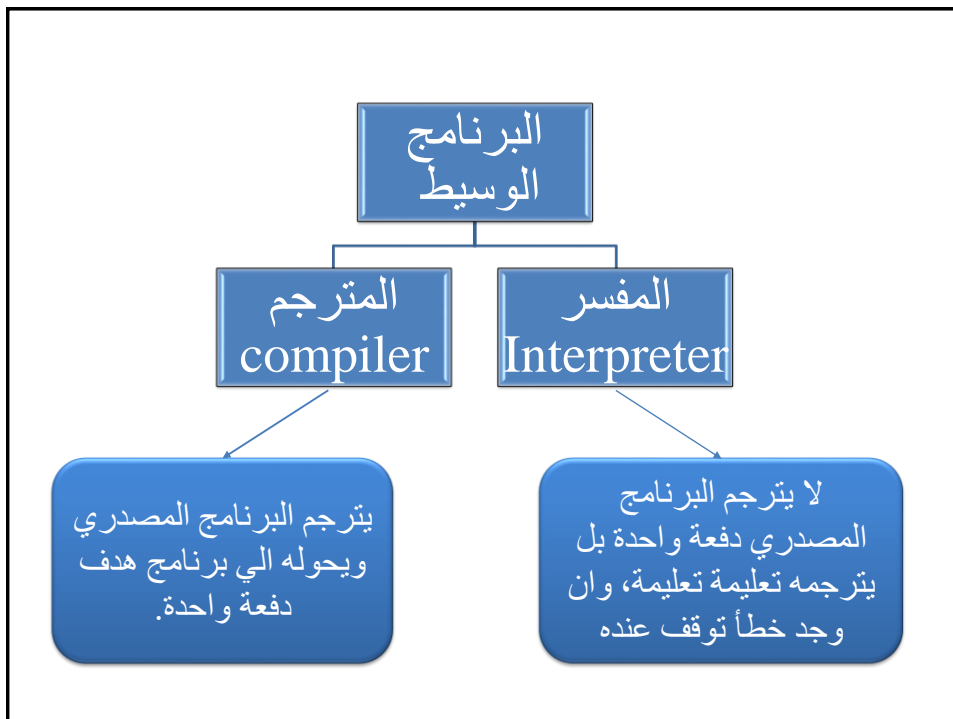 البرنامج
الوسيط
المفسر
Interpreter
المترجم
compiler
لا يترجم البرنامج
المصدري دفعة واحدة بل
يترجمه تعليمة تعليمة، وان
وجد خطأ توقف عنده
يترجم البرنامج المصدري
ويحوله الي برنامج هدف
دفعة واحدة.